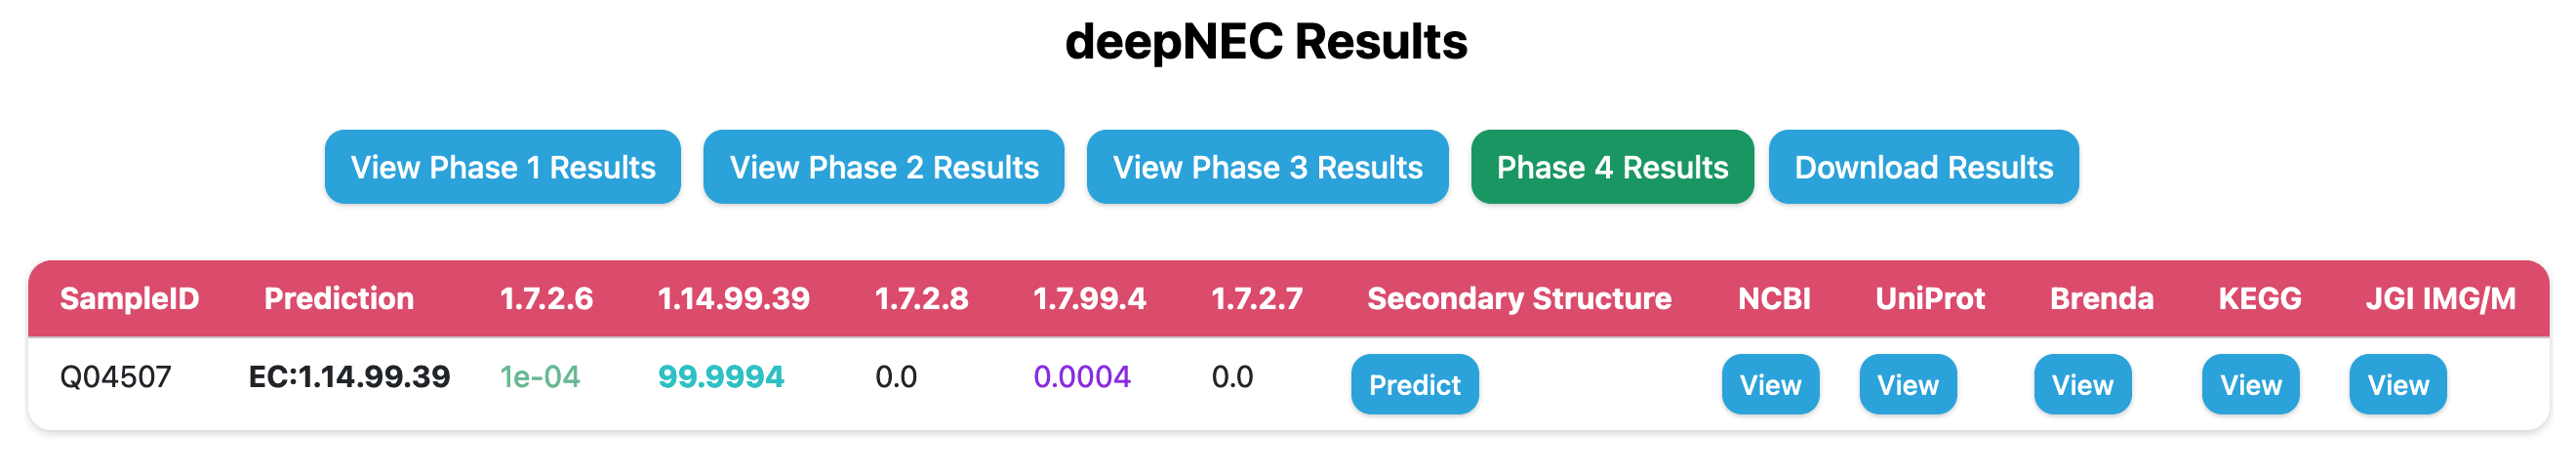 deepNEC Results
View Phase 1 Results View Phase 2 Results View Phase 3 Results Phase 4 Results Download Results
SampleID Prediction 1.7.2.6 1.14.99.39 1.7.2.8 1.7.99.4 1.7.2.7 Secondary Structure NCBI UniProt Brenda KEGG JGI IMG/M
Q04507 EC:1.14.99.39 1e-04 99.9994 0.0 0.0004 0.0 Predict View View View View View